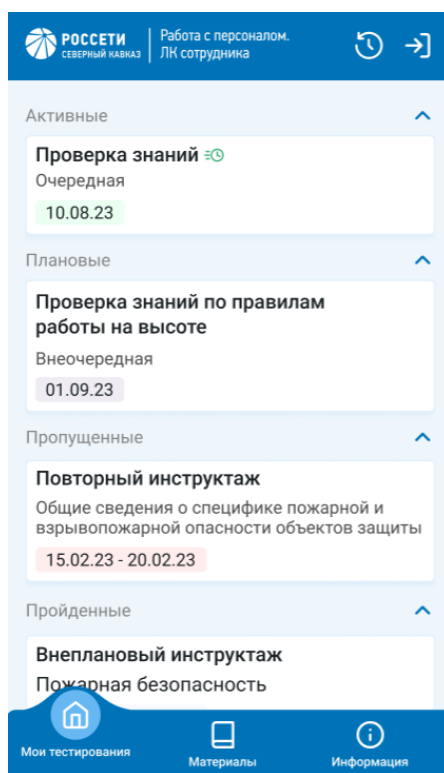 РОССЕТИ
СЕВЕРНЫЙ КАВКАЗ
Работа с персоналом.
ЛК сотрудника
Активные
Проверка знаний
Очередная
10.08.23
Плановые
Проверка знаний по правилам
работы на высоте
Внеочередная
01.09.23
Пропущенные
Повторный инструктаж
Общие сведения о специфике пожарной и
взрывопожарной опасности объектов защиты
15.02.23 - 20.02.23
Пройденные
Внеплановый инструктаж
Пожарная безопасность
Мои тестирования
Материалы
Информация